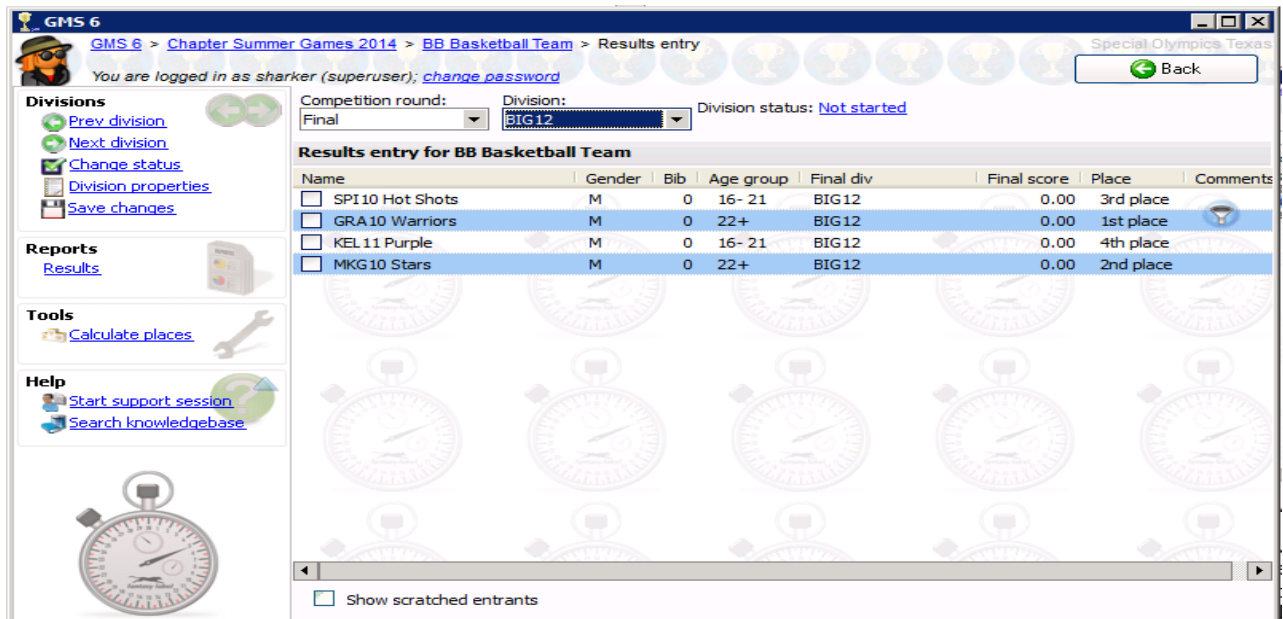 GMS 6
GMS 6 > Chapter Summer Games 2014 > BB Basketball Team > Results entry
Special Olympics Texas
You are logged in as sharker (superuser); change password
Back
Divisions
Prev division
Next division
Change status
Division properties
Save changes
Reports
Results
Tools
Calculate places
Help
Start support session
Search knowledgebase
Competition round: Division:
Final BIG12 Division status: Not started
Results entry for BB Basketball Team
Name Gender Bib Age group Final div Final score Place Comments
SPI10 Hot Shots M 0 16- 21 BIG12 0.00 3rd place
GRA10 Warriors M 0 22+ BIG12 0.00 1st place
KEL11 Purple M 0 16- 21 BIG12 0.00 4th place
MKG10 Stars M 0 22+ BIG12 0.00 2nd place
Show scratched entrants